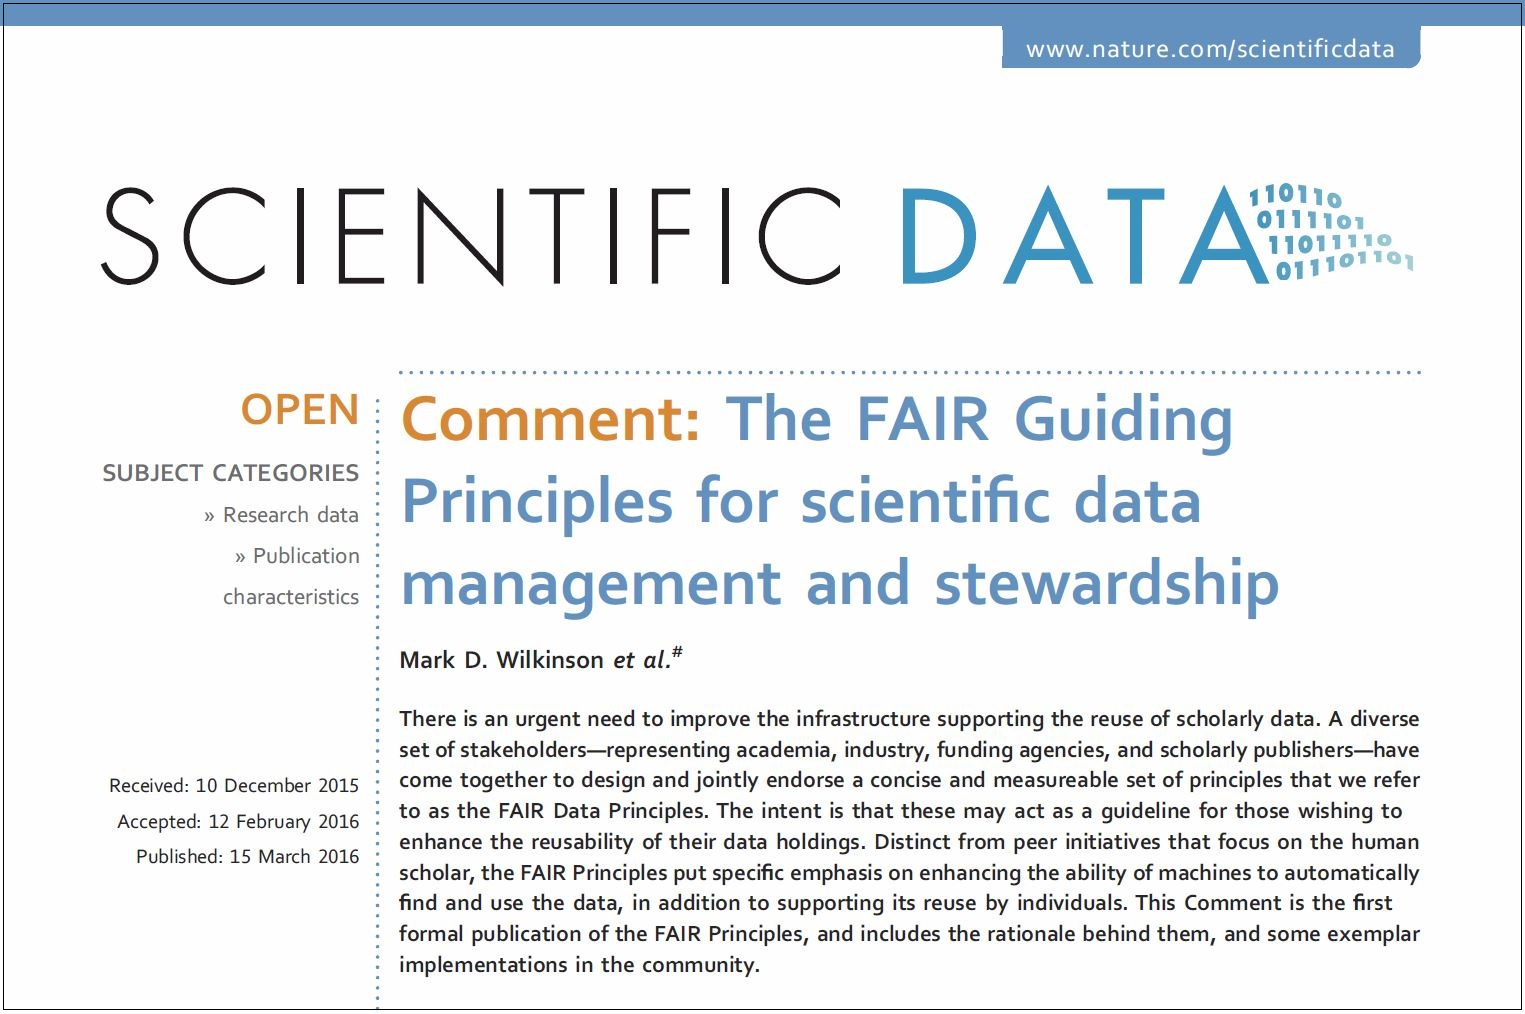 www.nature.com/scientificdata
SCIENTIFIC DATA
110110
0111101
11011110
011101101
OPEN
SUBJECT CATEGORIES
» Research data
» Publication
characteristics
Received: 10 December 2015
Accepted: 12 February 2016
Published: 15 March 2016
Comment: The FAIR Guiding
Principles for scientific data
management and stewardship
Mark D. Wilkinson et al.#
There is an urgent need to improve the infrastructure supporting the reuse of scholarly data. A diverse
set of stakeholders—representing academia, industry, funding agencies, and scholarly publishers—have
come together to design and jointly endorse a concise and measureable set of principles that we refer
to as the FAIR Data Principles. The intent is that these may act as a guideline for those wishing to
enhance the reusability of their data holdings. Distinct from peer initiatives that focus on the human
scholar, the FAIR Principles put specific emphasis on enhancing the ability of machines to automatically
find and use the data, in addition to supporting its reuse by individuals. This Comment is the first
formal publication of the FAIR Principles, and includes the rationale behind them, and some exemplar
implementations in the community.